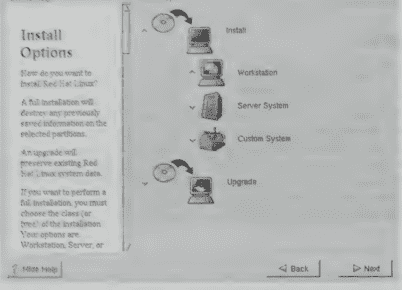 Install
Options
How do you want to
install Red Hat Linux?
A full installation will
destroy any previously
saved information on the
selected partitions.
An upgrade will
preserve existing Red
Hat Linux system data.
If you want to perform a
full installation, you must
choose the class (or
type) of the installation.
Your options are
Workstation, Server, or
Install
Workstation
Server System
Custom System
Upgrade
Hide Help
Back
Next